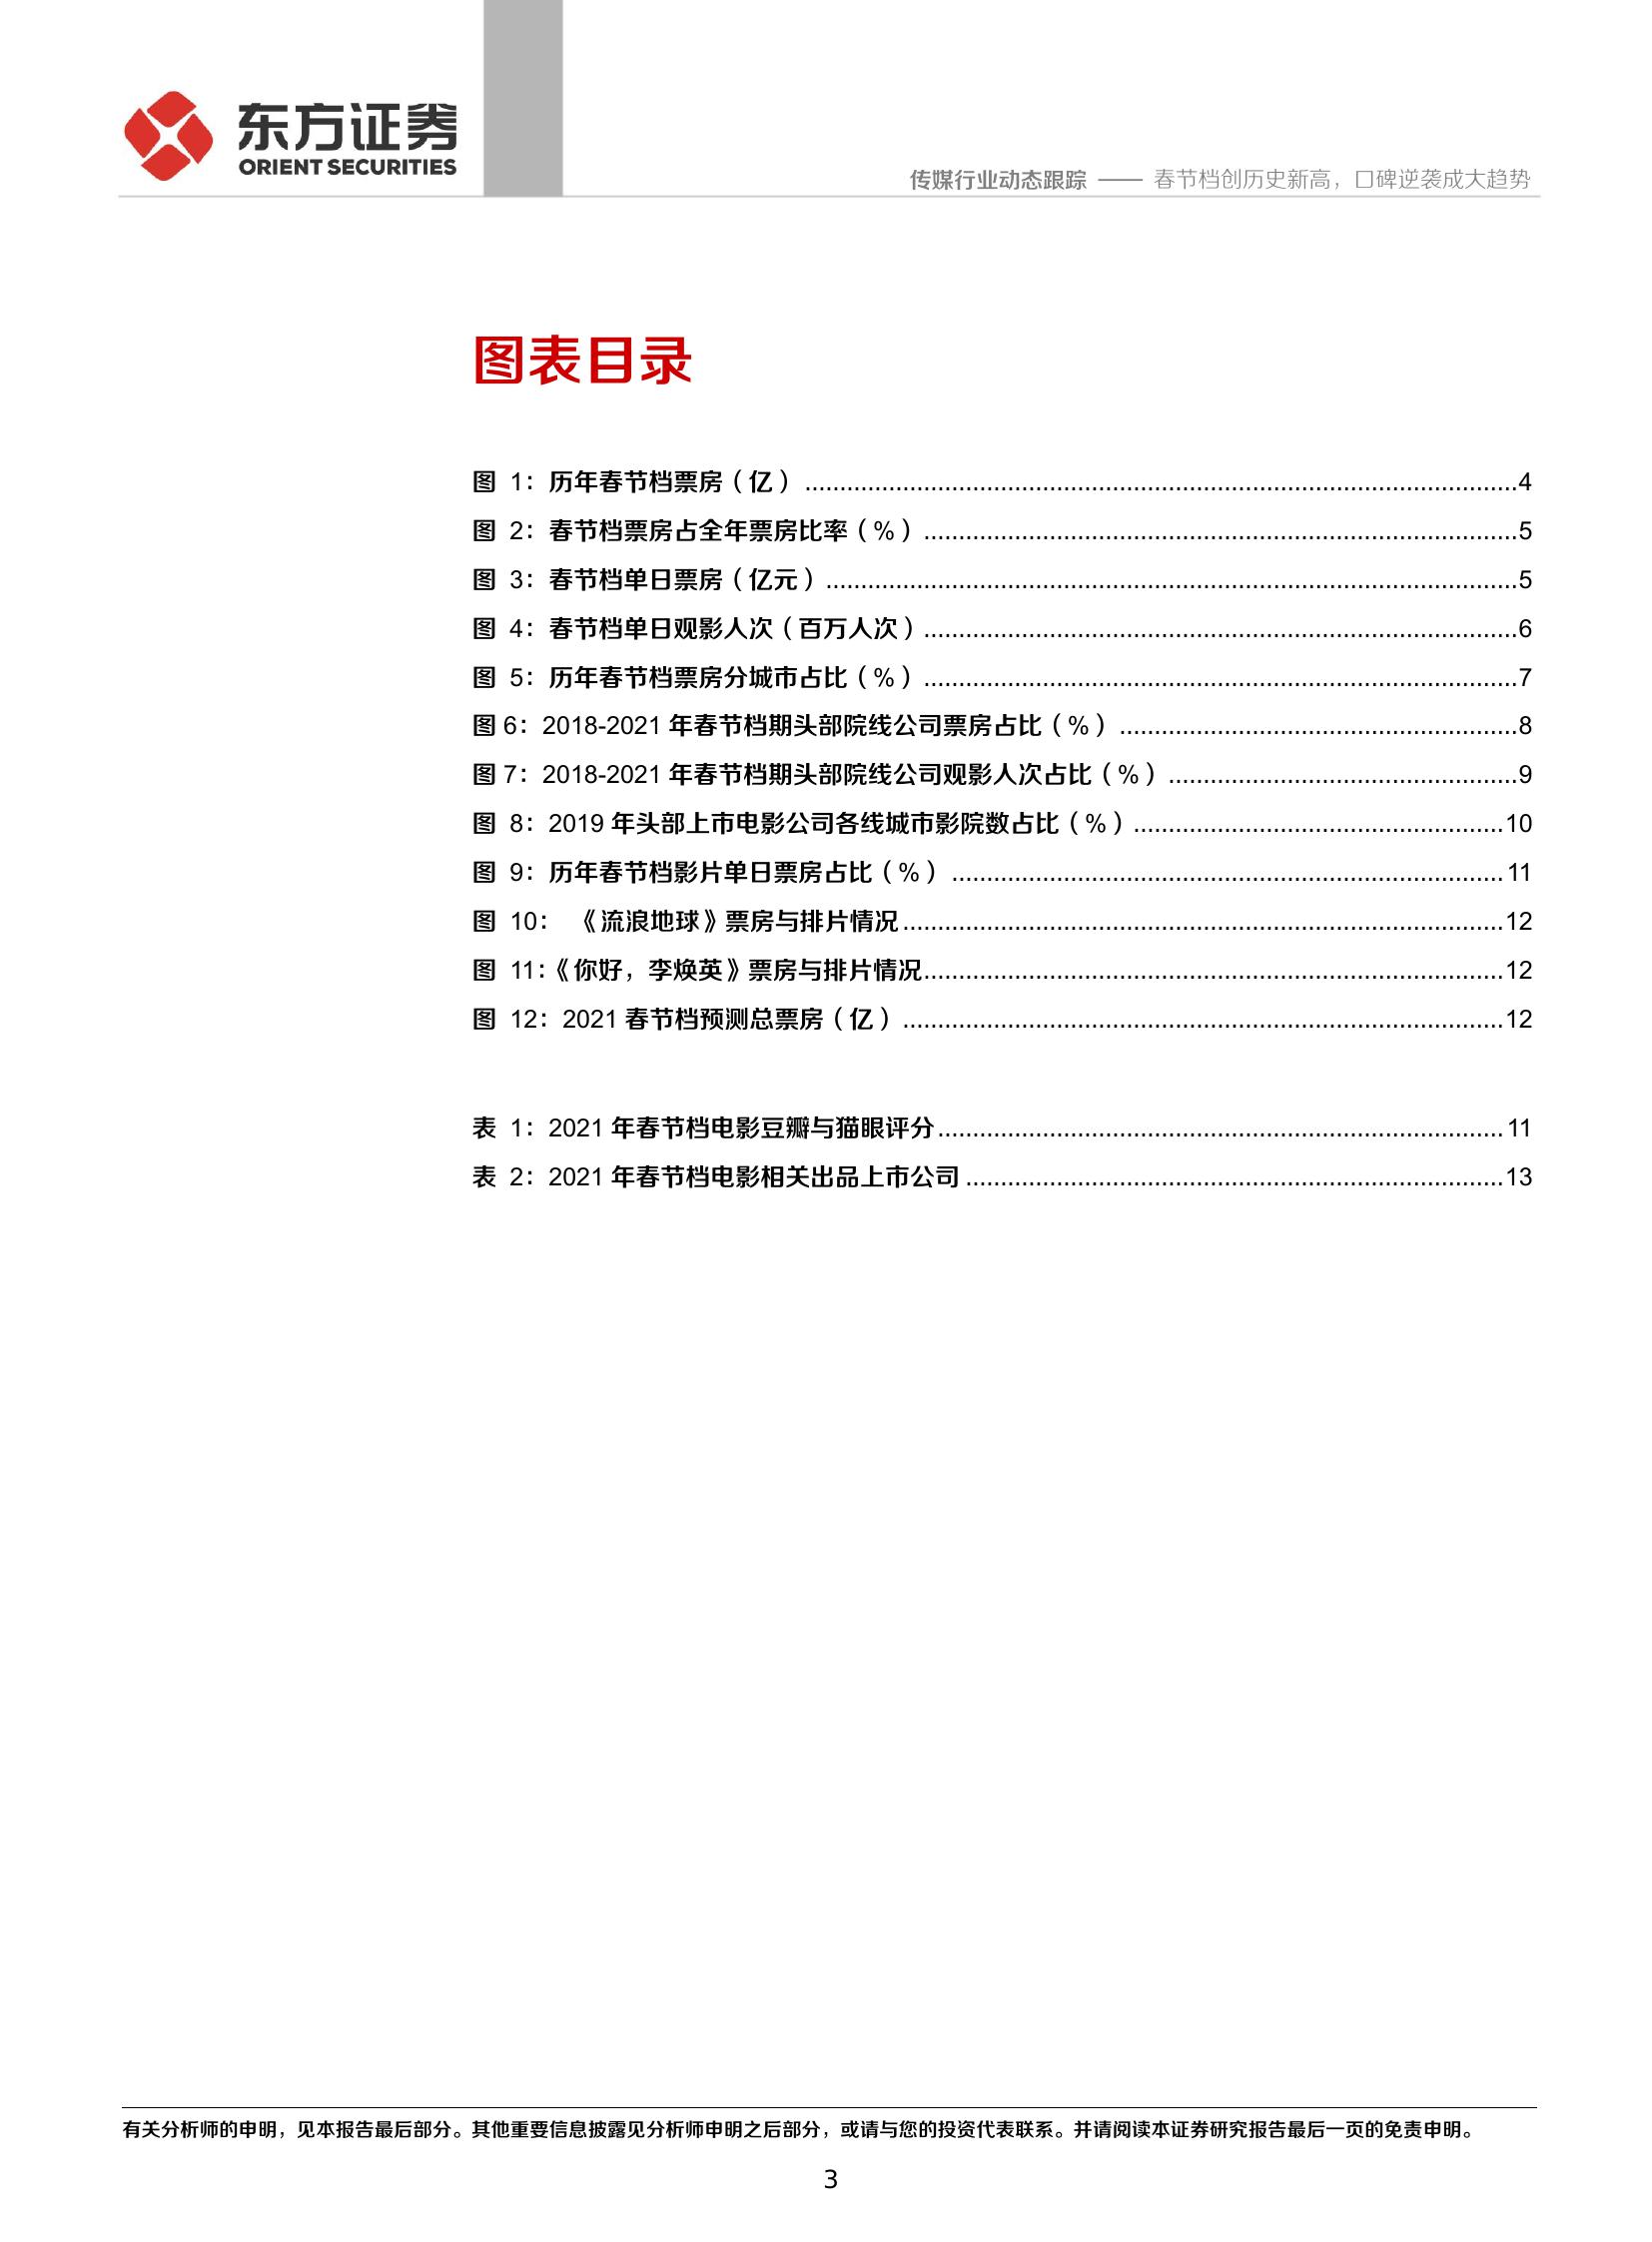 东方证券
ORIENT SECURITIES
传媒行业动态跟踪 —— 春节档创历史新高，口碑逆袭成大趋势
图表目录
图 1：历年春节档票房（亿）....................4
图 2：春节档票房占全年票房比率（%）....................5
图 3：春节档单日票房（亿元）....................5
图 4：春节档单日观影人次（百万人次）....................6
图 5：历年春节档票房分城市占比（%）....................7
图 6：2018-2021 年春节档期头部院线公司票房占比（%）....................8
图 7：2018-2021 年春节档期头部院线公司观影人次占比（%）....................9
图 8：2019 年头部上市电影公司各线城市影院数占比（%）....................10
图 9：历年春节档影片单日票房占比（%）....................11
图 10： 《流浪地球》票房与排片情况....................12
图 11：《你好，李焕英》票房与排片情况....................12
图 12：2021 春节档预测总票房（亿）....................12
表 1：2021 年春节档电影豆瓣与猫眼评分....................11
表 2：2021 年春节档电影相关出品上市公司....................13
有关分析师的申明，见本报告最后部分。其他重要信息披露见分析师申明之后部分，或请与您的投资代表联系。并请阅读本证券研究报告最后一页的免责申明。
3